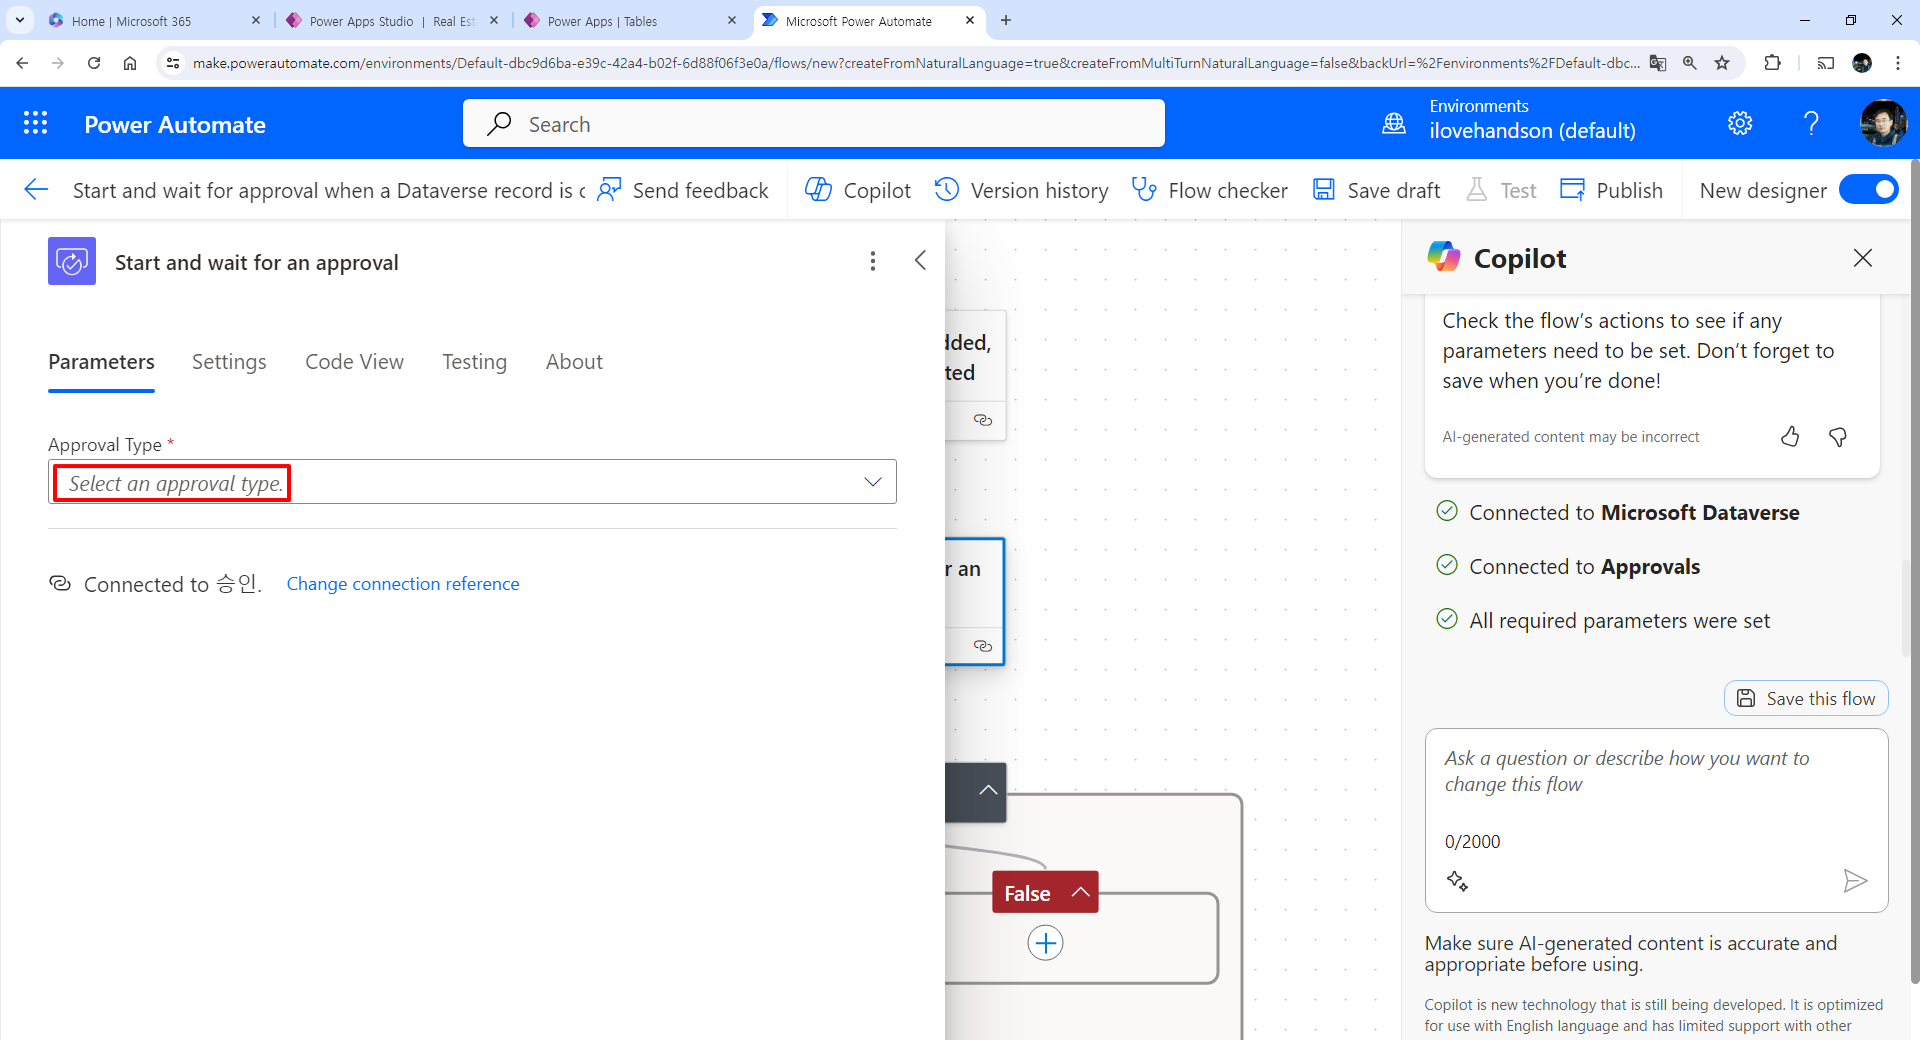 Home | Microsoft 365
Power Apps Studio | Real Est
Power Apps | Tables
Microsoft Power Automate
make.powerautomate.com/environments/Default-dbc9d6ba-e39c-42a4-b02f-6d88f06f3e0a/flows/new?createFromNaturalLanguage=true&createFromMultiTurnNaturalLanguage=false&backUrl=%2Fenvironments%2FDefault-dbc...
Power Automate
Search
Environments
ilovehandson (default)
Start and wait for approval when a Dataverse record is c
Send feedback
Copilot
Version history
Flow checker
Save draft
Test
Publish
New designer
Start and wait for an approval
Parameters
Settings
Code View
Testing
About
Approval Type *
Select an approval type.
Connected to 승인.
Change connection reference
dded,
ted
r an
False
Copilot
Check the flow's actions to see if any
parameters need to be set. Don't forget to
save when you're done!
AI-generated content may be incorrect
Connected to Microsoft Dataverse
Connected to Approvals
All required parameters were set
Save this flow
Ask a question or describe how you want to
change this flow
0/2000
Make sure AI-generated content is accurate and
appropriate before using.
Copilot is new technology that is still being developed. It is optimized
for use with English language and has limited support with other